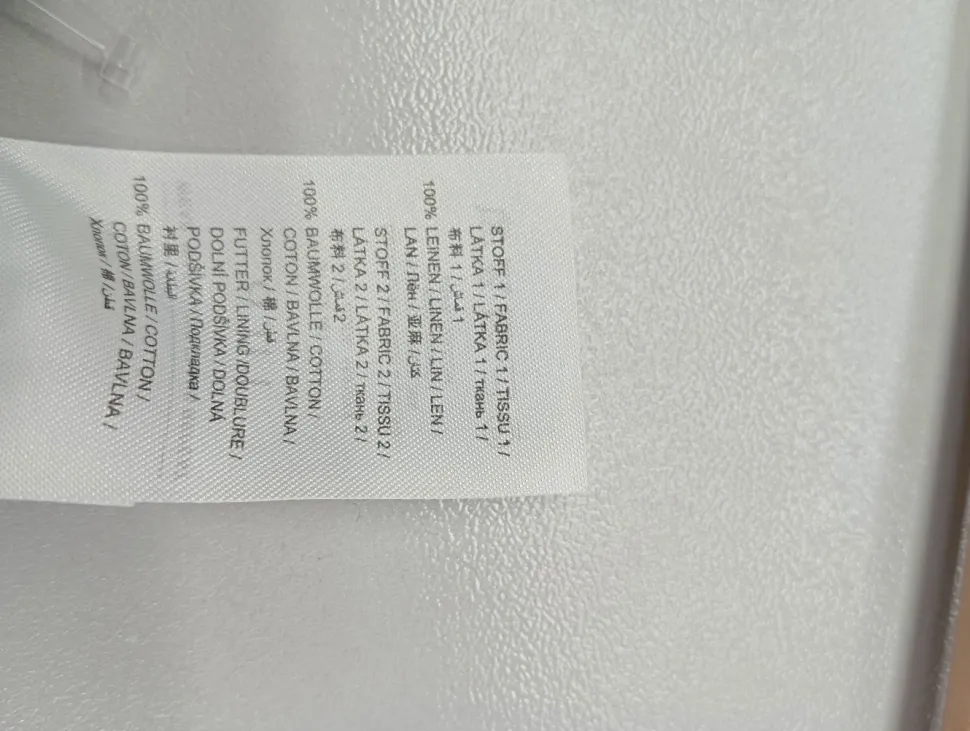 STOFF 1 / FABRIC 1 / TISSU 1 /
LÁTKA 1 / LÁTKA 1 / ткань 1 /
布料 1 / قماش 1
100% LEINEN / LINEN / LIN / LEN /
LAN / Лён / 亚麻 / كتان
STOFF 2 / FABRIC 2 / TISSU 2 /
LÁTKA 2 / LÁTKA 2 / ткань 2 /
布料 2 / قماش 2
100% BAUMWOLLE / COTTON /
COTON / BAVLNA / BAVLNA /
Хлопок / 棉 / قطن
FUTTER / LINING /DOUBLURE /
DOLNÍ PODŠÍVKA / DOLNÁ
PODŠÍVKA / Подкладка /
衬里 / البطانة
100% BAUMWOLLE / COTTON /
COTON / BAVLNA / BAVLNA /
Хлопок / 棉 / قطن